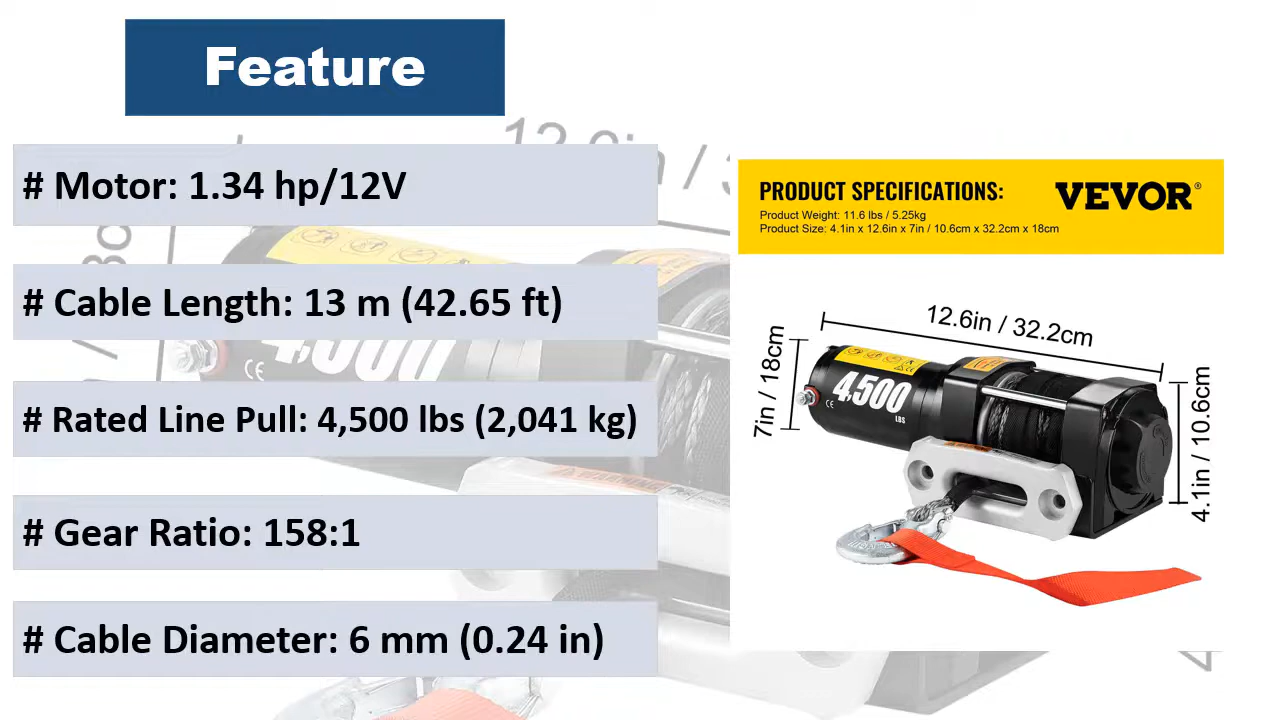 Feature
# Motor: 1.34 hp/12V
# Cable Length: 13 m (42.65 ft)
# Rated Line Pull: 4,500 lbs (2,041 kg)
# Gear Ratio: 158:1
# Cable Diameter: 6 mm (0.24 in)
PRODUCT SPECIFICATIONS:
VEVOR®
Product Weight: 11.6 lbs / 5.25kg
Product Size: 4.1in x 12.6in x 7in / 10.6cm x 32.2cm x 18cm
12.6in / 32.2cm
7in / 18cm
4.1in / 10.6cm
4,500
LBS
CE